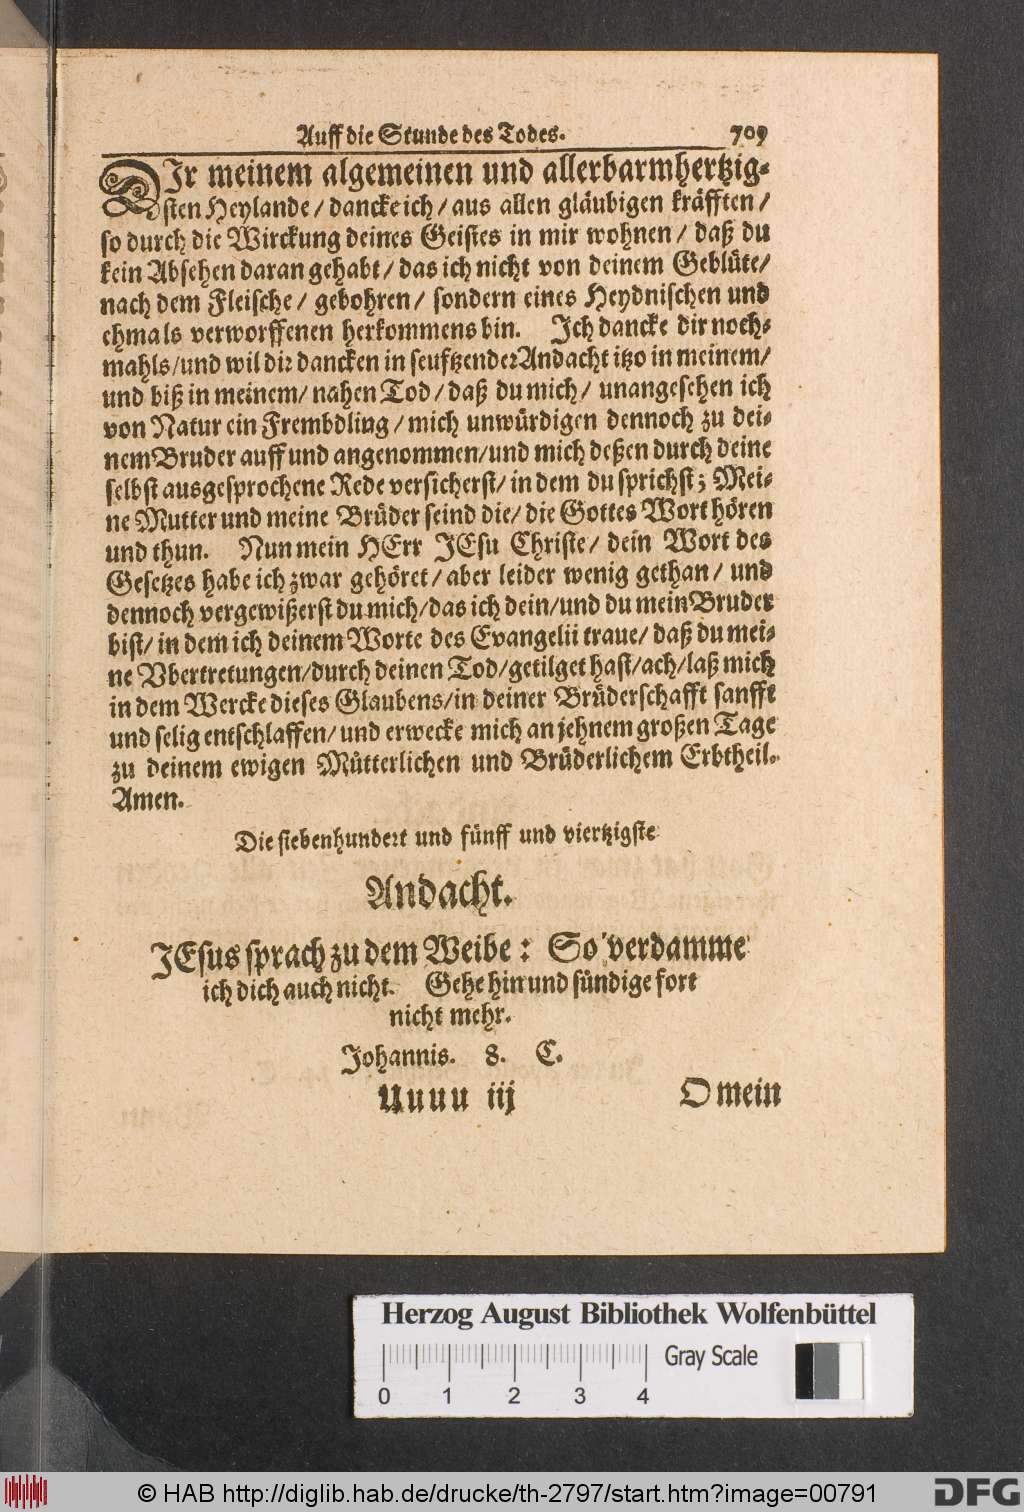 Auff die Stunde des Todes. 709
DIr meinem algemeinen und allerbarmhertzig-
sten Heylande / dancke ich / aus allen gläubigen kräfften /
so durch die Wirckung deines Geistes in mir wohnen / daß du
kein Absehen daran gehabt / das ich nicht von deinem Geblüte /
nach dem Fleische / gebohren / sondern eines Heydnischen und
ehmals verworffenen herkommens bin. Ich dancke dir noch-
mahls / und wil dir dancken in seufftzender Andacht itzo in meinem /
und biß in meinem / nahen Tod / daß du mich / unangesehen ich
von Natur ein Frembdling / mich unwürdigen dennoch zu dei-
nem Bruder auff und angenommen / und mich deßen durch deine
selbst ausgesprochene Rede versicherst / in dem du sprichst; Mei-
ne Mutter und meine Brüder seind die / die Gottes Wort hören
und thun. Nun mein HErr JEsu Christe / dein Wort des
Gesetzes habe ich zwar gehöret / aber leider wenig gethan / und
dennoch vergewißerst du mich / das ich dein / und du mein Bruder
bist / in dem ich deinem Worte des Evangelii traue / daß du mei-
ne Vbertretungen / durch deinen Tod / getilget hast / ach / laß mich
in dem Wercke dieses Glaubens / in deiner Brüderschafft sanfft
und selig entschlaffen / und erwecke mich an jehnem großen Tage
zu deinem ewigen Mütterlichen und Brüderlichem Erbtheil.
Amen.
Die siebenhundert und fünff und viertzigste
Andacht.
JEsus sprach zu dem Weibe: So verdamme
ich dich auch nicht. Gehe hin und sündige fort
nicht mehr.
Johannis. 8. C.
Uuuu iij O mein
Herzog August Bibliothek Wolfenbüttel
Gray Scale
0 1 2 3 4
© HAB http://diglib.hab.de/drucke/th-2797/start.htm?image=00791
DFG